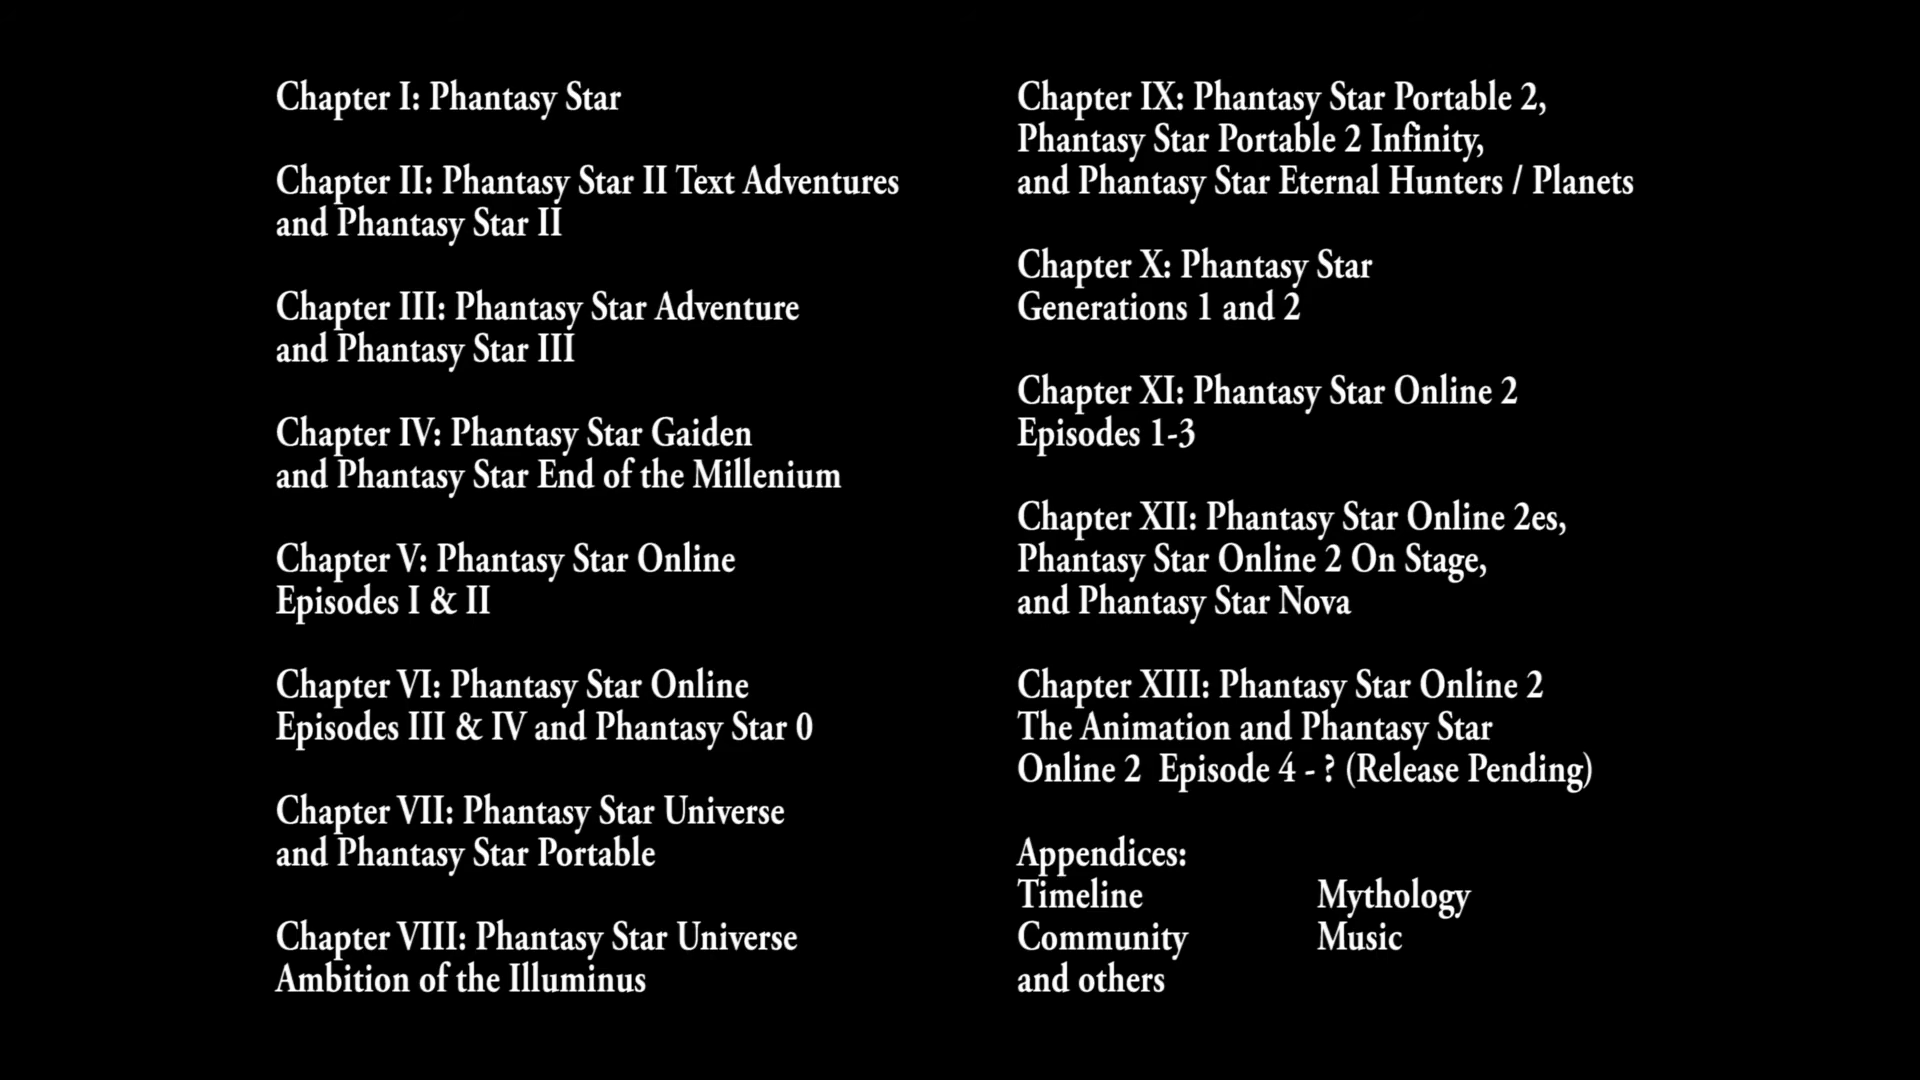 Chapter I: Phantasy Star
Chapter II: Phantasy Star II Text Adventures
and Phantasy Star II
Chapter III: Phantasy Star Adventure
and Phantasy Star III
Chapter IV: Phantasy Star Gaiden
and Phantasy Star End of the Millenium
Chapter V: Phantasy Star Online
Episodes I & II
Chapter VI: Phantasy Star Online
Episodes III & IV and Phantasy Star 0
Chapter VII: Phantasy Star Universe
and Phantasy Star Portable
Chapter VIII: Phantasy Star Universe
Ambition of the Illuminus
Chapter IX: Phantasy Star Portable 2,
Phantasy Star Portable 2 Infinity,
and Phantasy Star Eternal Hunters / Planets
Chapter X: Phantasy Star
Generations 1 and 2
Chapter XI: Phantasy Star Online 2
Episodes 1-3
Chapter XII: Phantasy Star Online 2es,
Phantasy Star Online 2 On Stage,
and Phantasy Star Nova
Chapter XIII: Phantasy Star Online 2
The Animation and Phantasy Star
Online 2 Episode 4 - ? (Release Pending)
Appendices:
Timeline Mythology
Community Music
and others